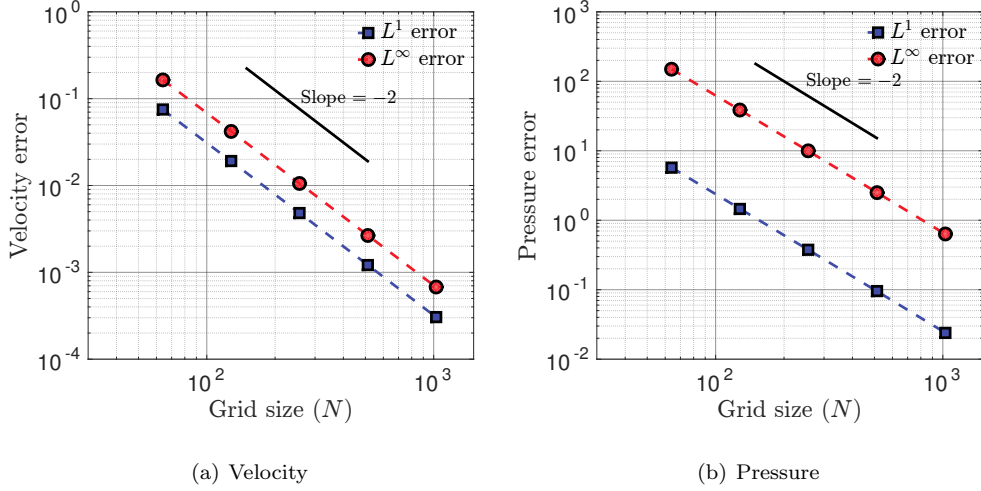 10^0
10^{-1}
10^{-2}
10^{-3}
10^{-4}
Velocity error
L^1 error
L^∞ error
Slope = −2
10^2
10^3
Grid size (N)
(a) Velocity
10^3
10^2
10^1
10^0
10^{-1}
10^{-2}
Pressure error
L^1 error
L^∞ error
Slope = −2
10^2
10^3
Grid size (N)
(b) Pressure